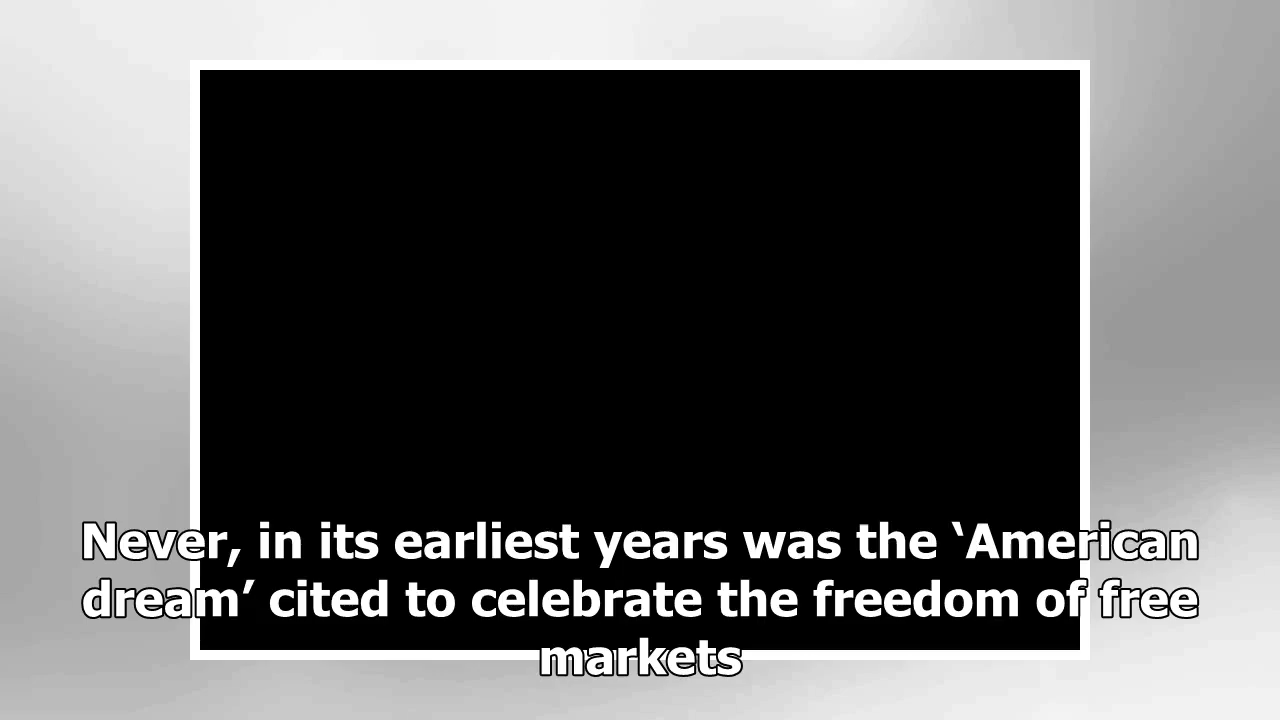 Never, in its earliest years was the ‘American
dream’ cited to celebrate the freedom of free
markets